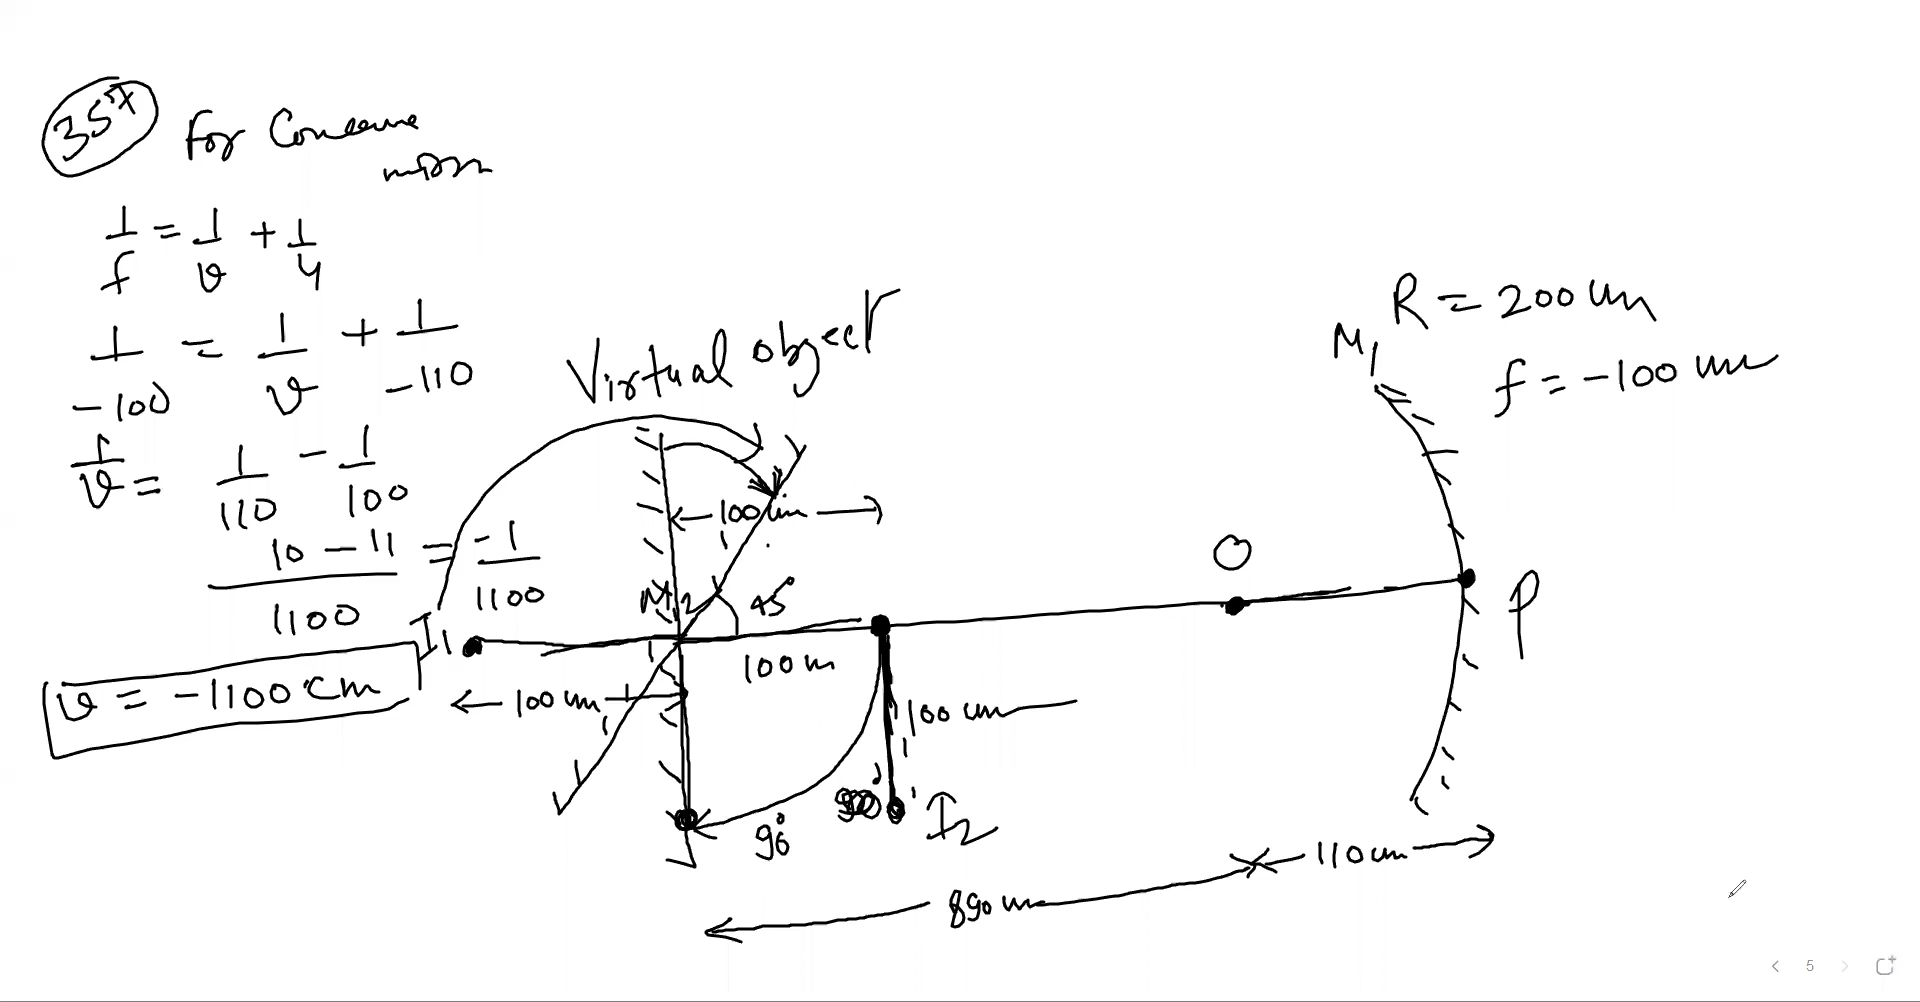 35*
For Concave
mirror
1/f = 1/v + 1/u
1/-100 = 1/v + 1/-110
1/v = 1/110 - 1/100
10 - 11/1100 = -1/1100
v = -1100 cm
Virtual object
M1
R = 200 cm
f = -100 cm
100 cm
O
M2
45°
I1
P
100 cm
100 cm
100 cm
90°
I2
110 cm
890 cm
5